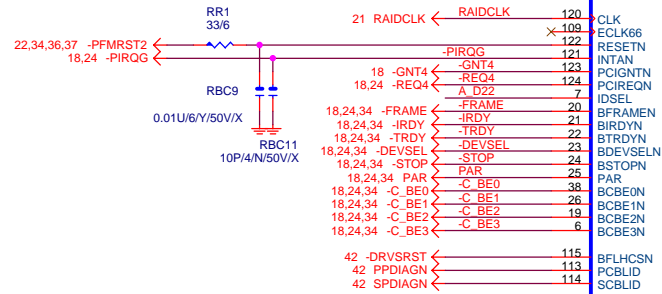 RR1
33/6
21 RAIDCLK RAIDCLK 120 CLK
109 ECLK66
22,34,36,37 -PFMRST2 122 RESETN
18,24 -PIRQG -PIRQG 121 INTAN
18 -GNT4 -GNT4 123 PCIGNTN
18,24 -REQ4 -REQ4 124 PCIREQN
RBC9
A_D22 7 IDSEL
18,24,34 -FRAME -FRAME 20 BFRAMEN
0.01U/6/Y/50V/X
18,24,34 -IRDY -IRDY 21 BIRDYN
18,24,34 -TRDY -TRDY 22 BTRDYN
RBC11
18,24,34 -DEVSEL -DEVSEL 23 BDEVSELN
10P/4/N/50V/X
18,24,34 -STOP -STOP 24 BSTOPN
18,24,34 PAR PAR 25 PAR
18,24,34 -C_BE0 -C_BE0 38 BCBE0N
18,24,34 -C_BE1 -C_BE1 26 BCBE1N
18,24,34 -C_BE2 -C_BE2 19 BCBE2N
18,24,34 -C_BE3 -C_BE3 6 BCBE3N
42 -DRVSRST 115 BFLHCSN
42 PPDIAGN 113 PCBLID
42 SPDIAGN 114 SCBLID